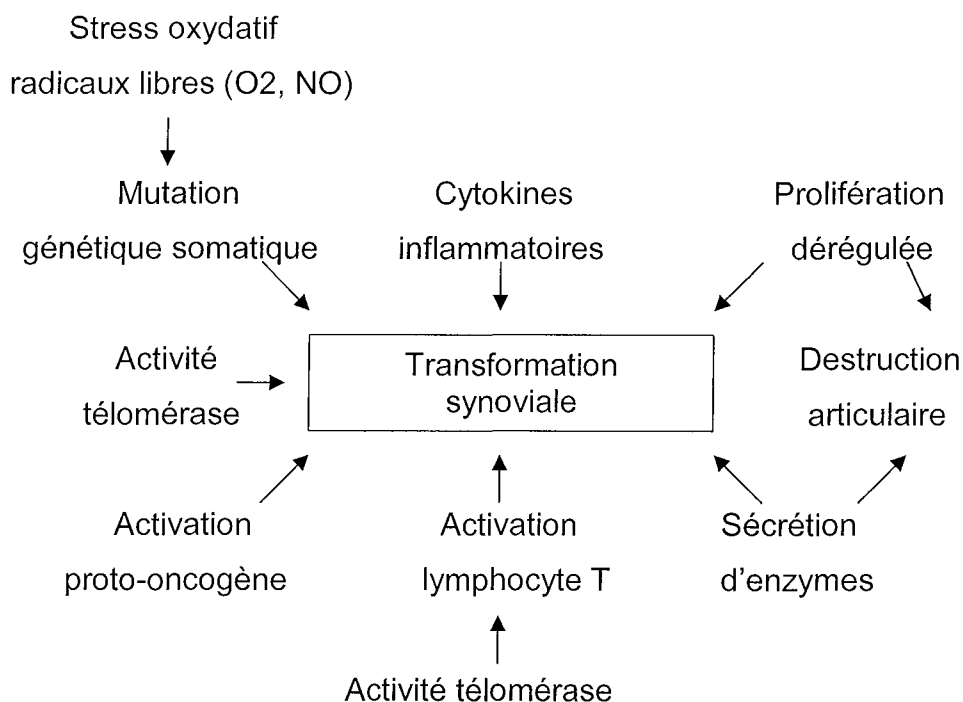 Stress oxydatif
radicaux libres (O2, NO)
Mutation
génétique somatique
Cytokines
inflammatoires
Prolifération
dérégulée
Activité
télomérase
Transformation
synoviale
Destruction
articulaire
Activation
proto-oncogène
Activation
lymphocyte T
Sécrétion
d'enzymes
Activité télomérase